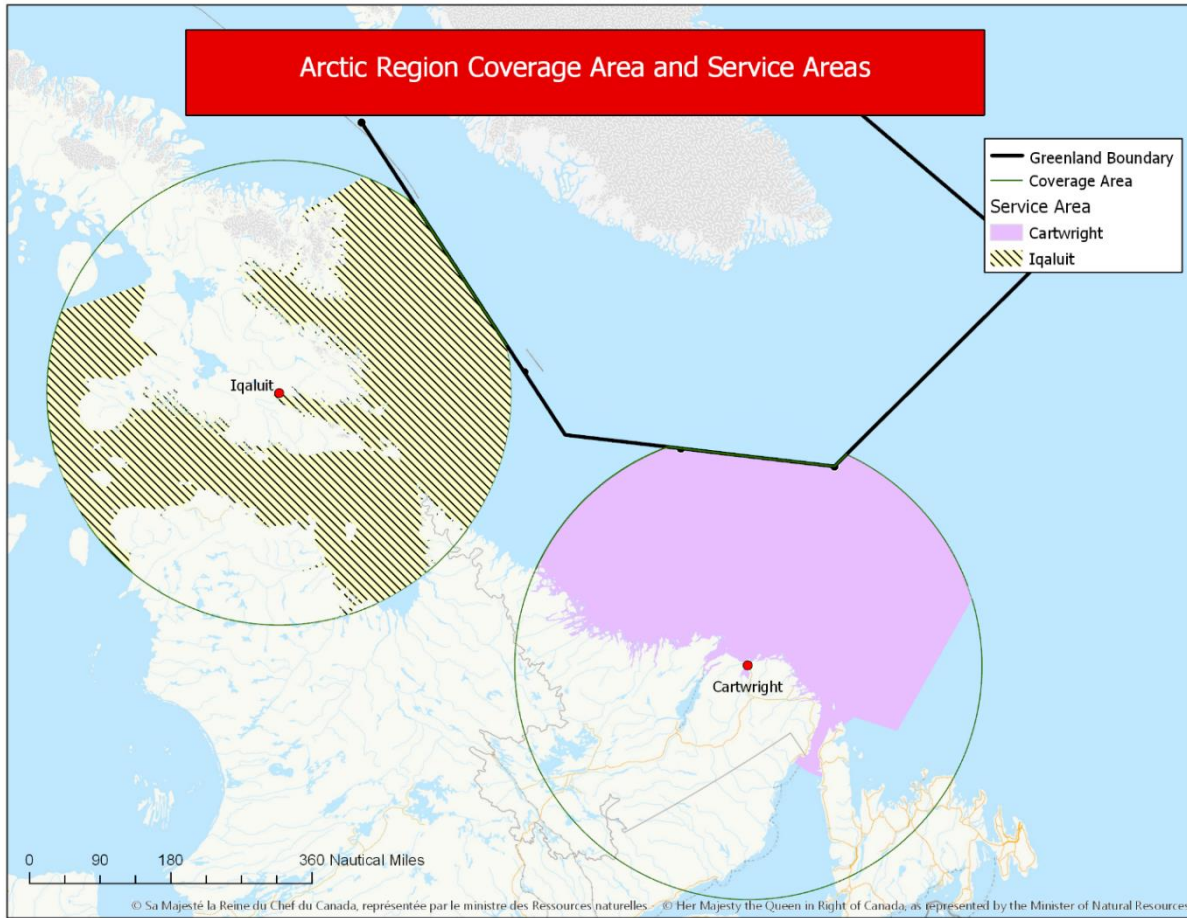 Arctic Region Coverage Area and Service Areas
Greenland Boundary
Coverage Area
Service Area
Cartwright
Iqaluit
Iqaluit
Cartwright
0 90 180 360 Nautical Miles
© Sa Majesté la Reine du Chef du Canada, représentée par le ministre des Ressources naturelles © Her Majesty the Queen in Right of Canada, as represented by the Minister of Natural Resources